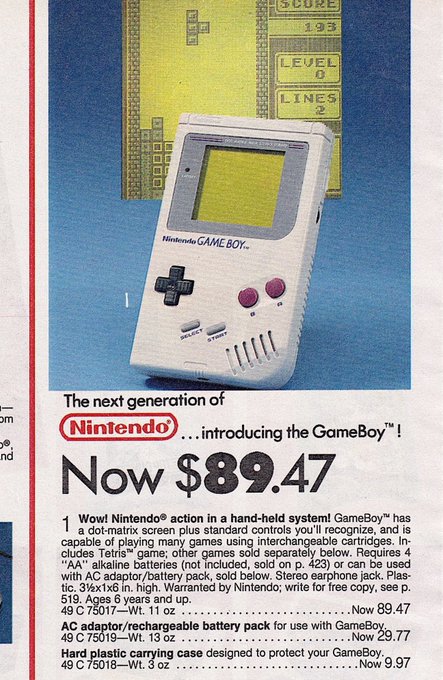 SCORE
193
LEVEL
0
LINES
2
Nintendo GAME BOY™
B
A
SELECT
START
1
om
o®,
nd
The next generation of
Nintendo® ...introducing the GameBoy™!
Now $89.47
1 Wow! Nintendo® action in a hand-held system! GameBoy™ has
a dot-matrix screen plus standard controls you'll recognize, and is
capable of playing many games using interchangeable cartridges. In-
cludes Tetris™ game; other games sold separately below. Requires 4
"AA" alkaline batteries (not included, sold on p. 423) or can be used
with AC adaptor/battery pack, sold below. Stereo earphone jack. Plas-
tic. 3½x1x6 in. high. Warranted by Nintendo; write for free copy, see p.
519. Ages 6 years and up.
49 C 75017—Wt. 11 oz ........................Now 89.47
AC adaptor/rechargeable battery pack for use with GameBoy.
49 C 75019—Wt. 13 oz ........................Now 29.77
Hard plastic carrying case designed to protect your GameBoy.
49 C 75018—Wt. 3 oz ........................Now 9.97